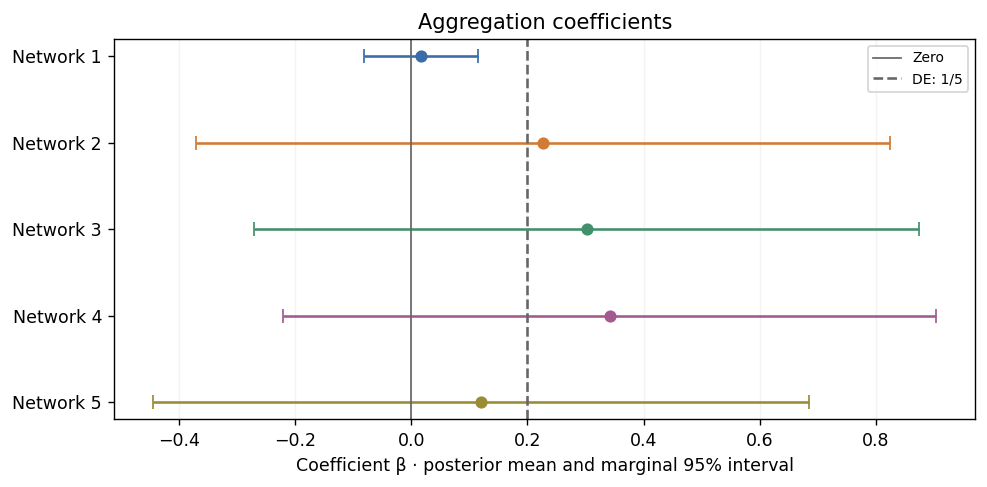 Aggregation coefficients
Network 1
Network 2
Network 3
Network 4
Network 5
Zero
DE: 1/5
−0.4 −0.2 0.0 0.2 0.4 0.6 0.8
Coefficient β · posterior mean and marginal 95% interval